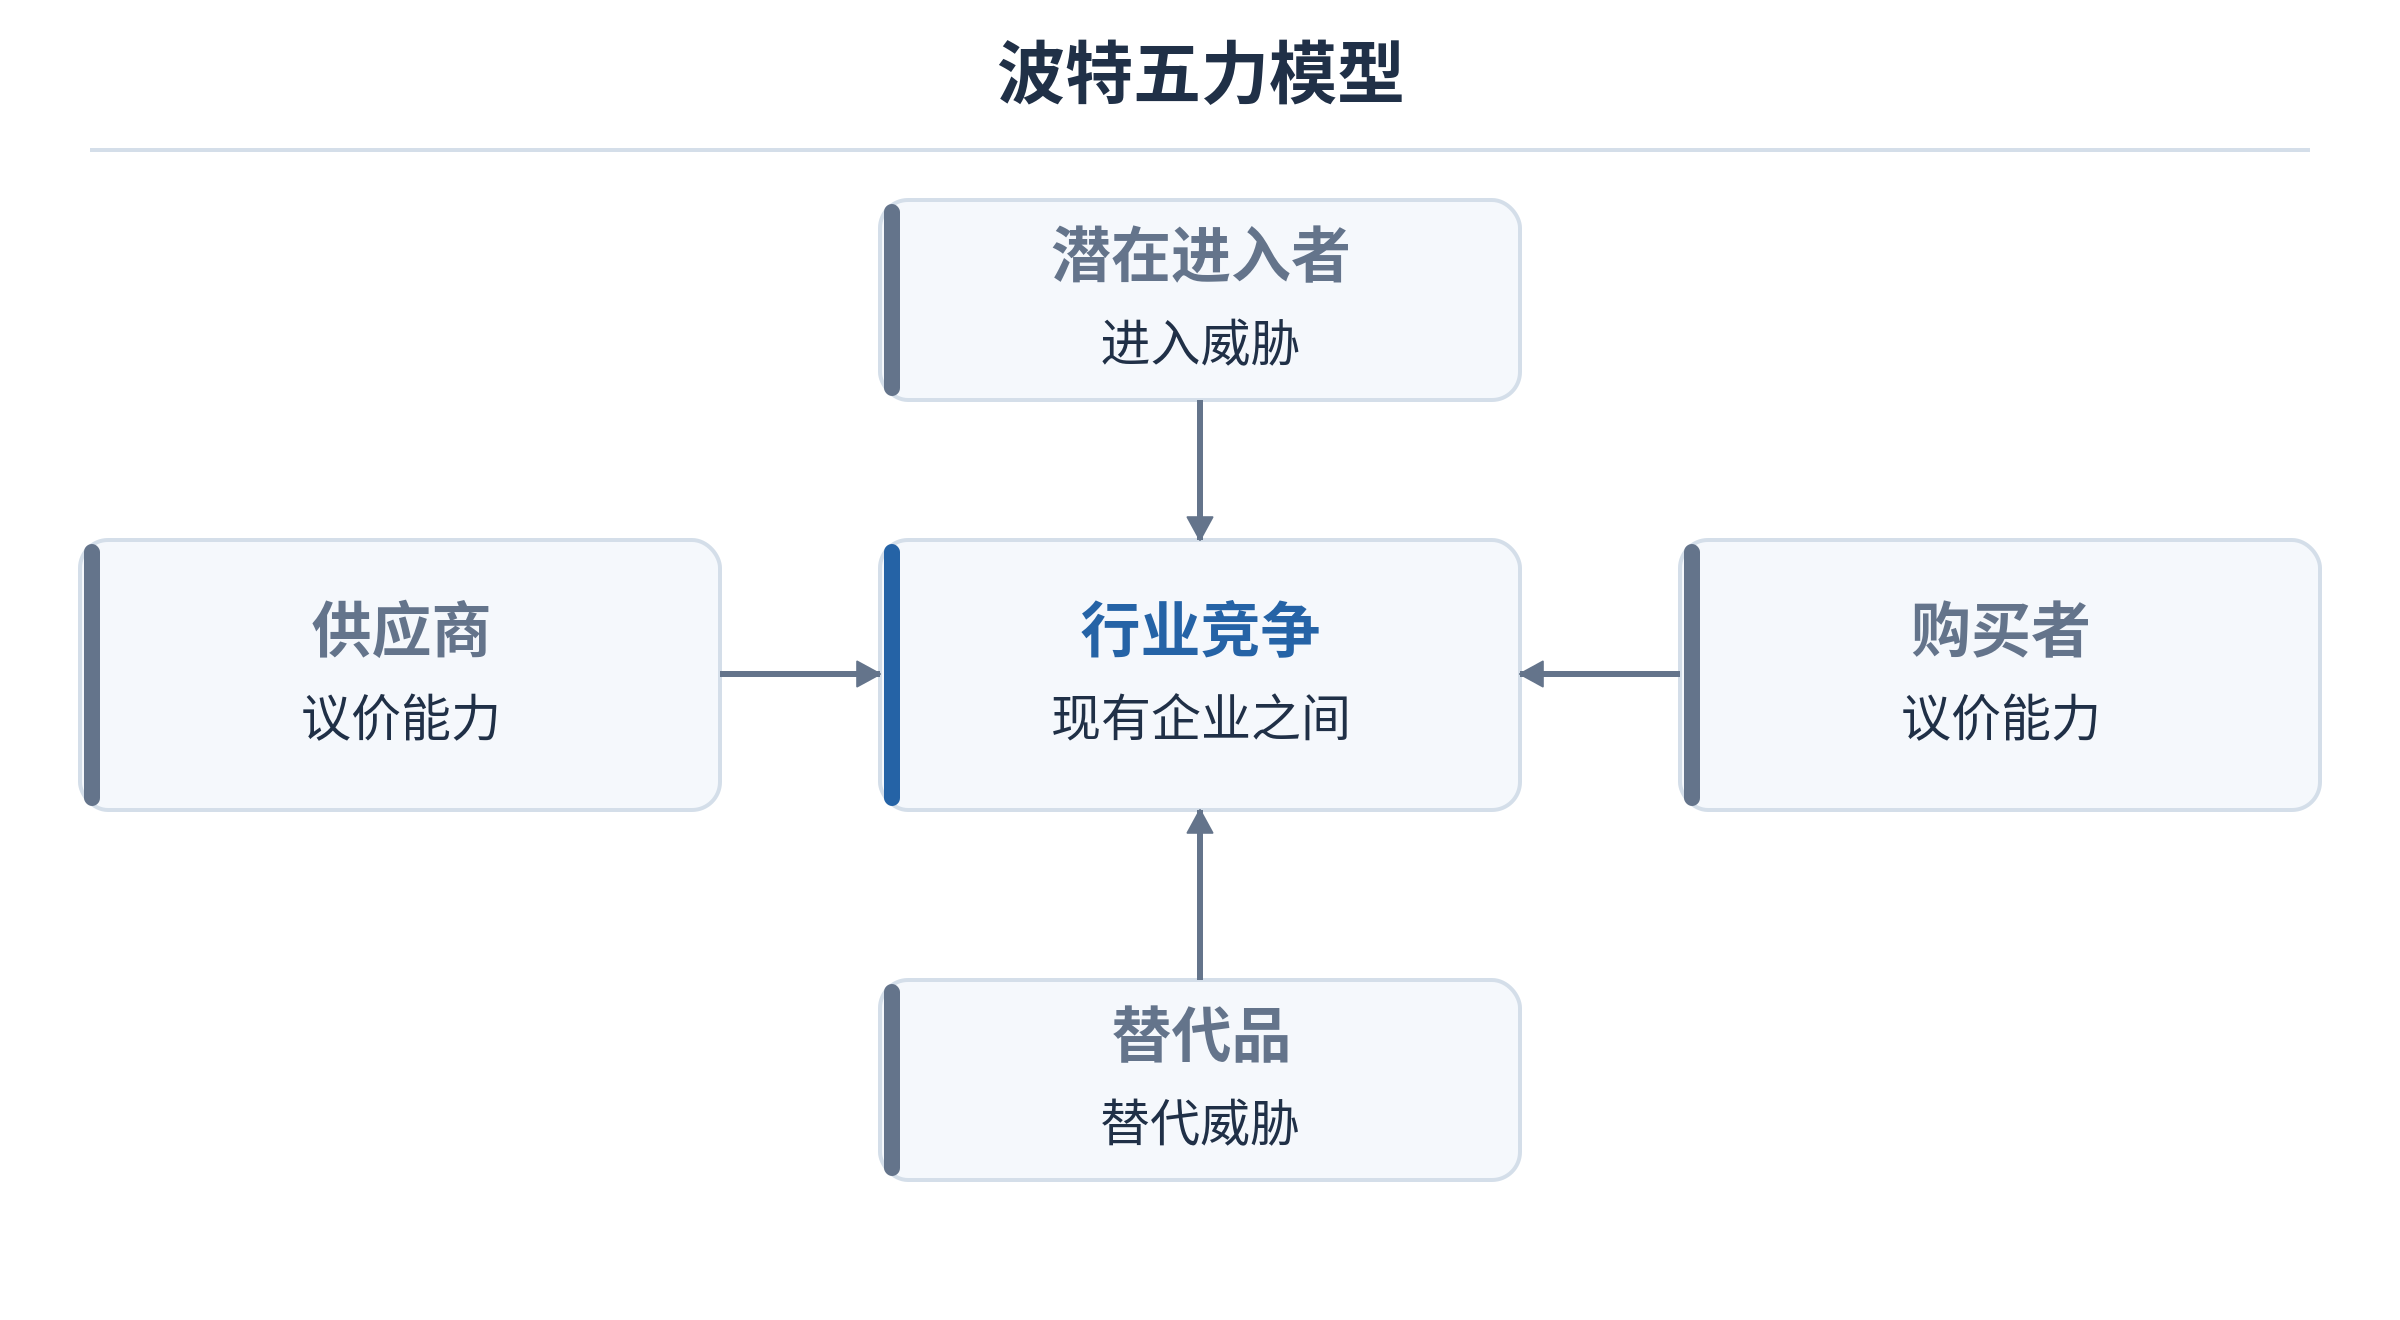 波特五力模型
潜在进入者
进入威胁
供应商
议价能力
行业竞争
现有企业之间
购买者
议价能力
替代品
替代威胁